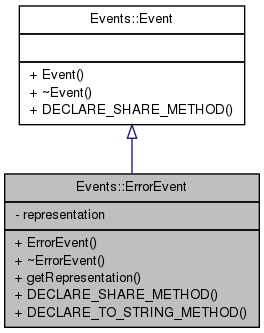 Events::Event
+ Event()
+ ~Event()
+ DECLARE_SHARE_METHOD()
Events::ErrorEvent
- representation
+ ErrorEvent()
+ ~ErrorEvent()
+ getRepresentation()
+ DECLARE_SHARE_METHOD()
+ DECLARE_TO_STRING_METHOD()